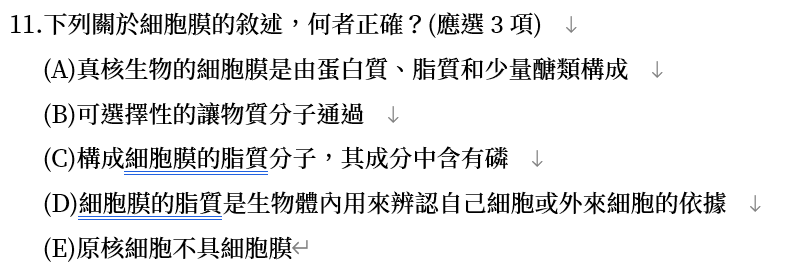 11.下列關於細胞膜的敘述，何者正確？(應選 3 項) ↓
(A)真核生物的細胞膜是由蛋白質、脂質和少量醣類構成 ↓
(B)可選擇性的讓物質分子通過 ↓
(C)構成細胞膜的脂質分子，其成分中含有磷 ↓
(D)細胞膜的脂質是生物體內用來辨認自己細胞或外來細胞的依據 ↓
(E)原核細胞不具細胞膜↵